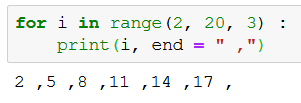 for i in range(2, 20, 3) :
    print(i, end = " ,")
2 ,5 ,8 ,11 ,14 ,17 ,